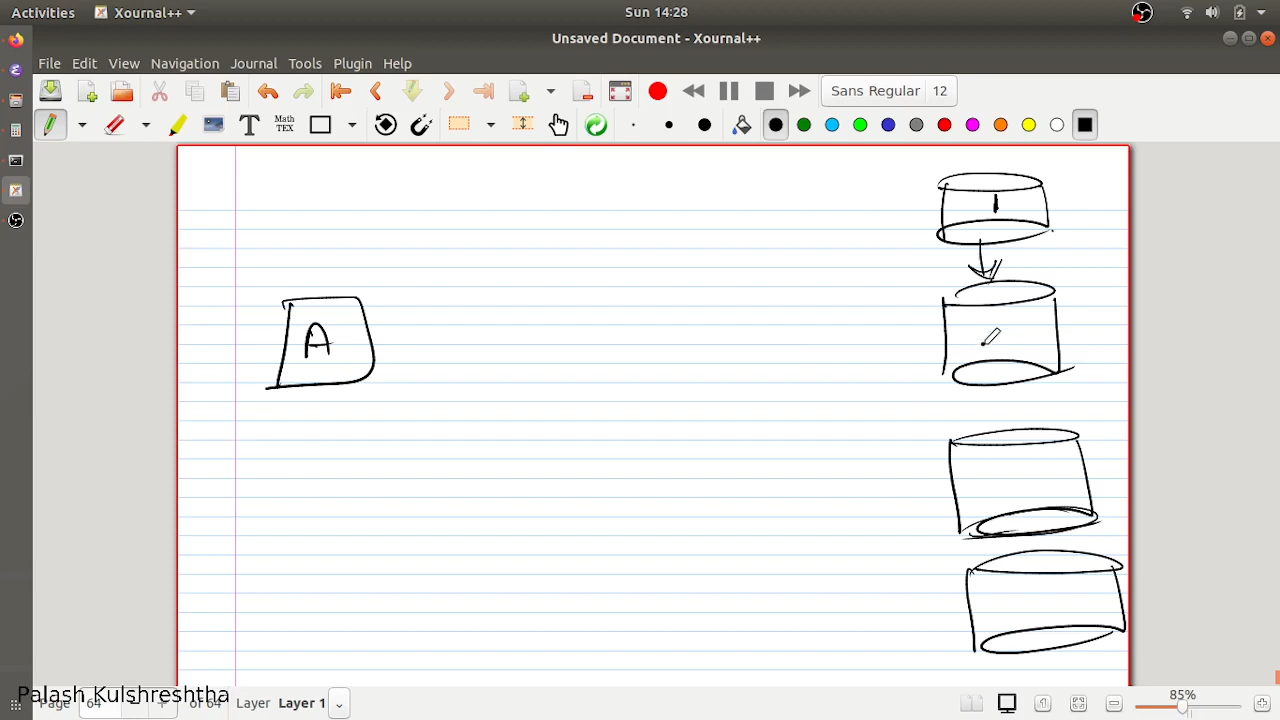 Activities Xournal++ Sun 14:28
Unsaved Document - Xournal++
File Edit View Navigation Journal Tools Plugin Help
Sans Regular 12
Math
TEX
1
A
Palash Kulshreshtha
Page 64 of 64 Layer Layer 1 85%